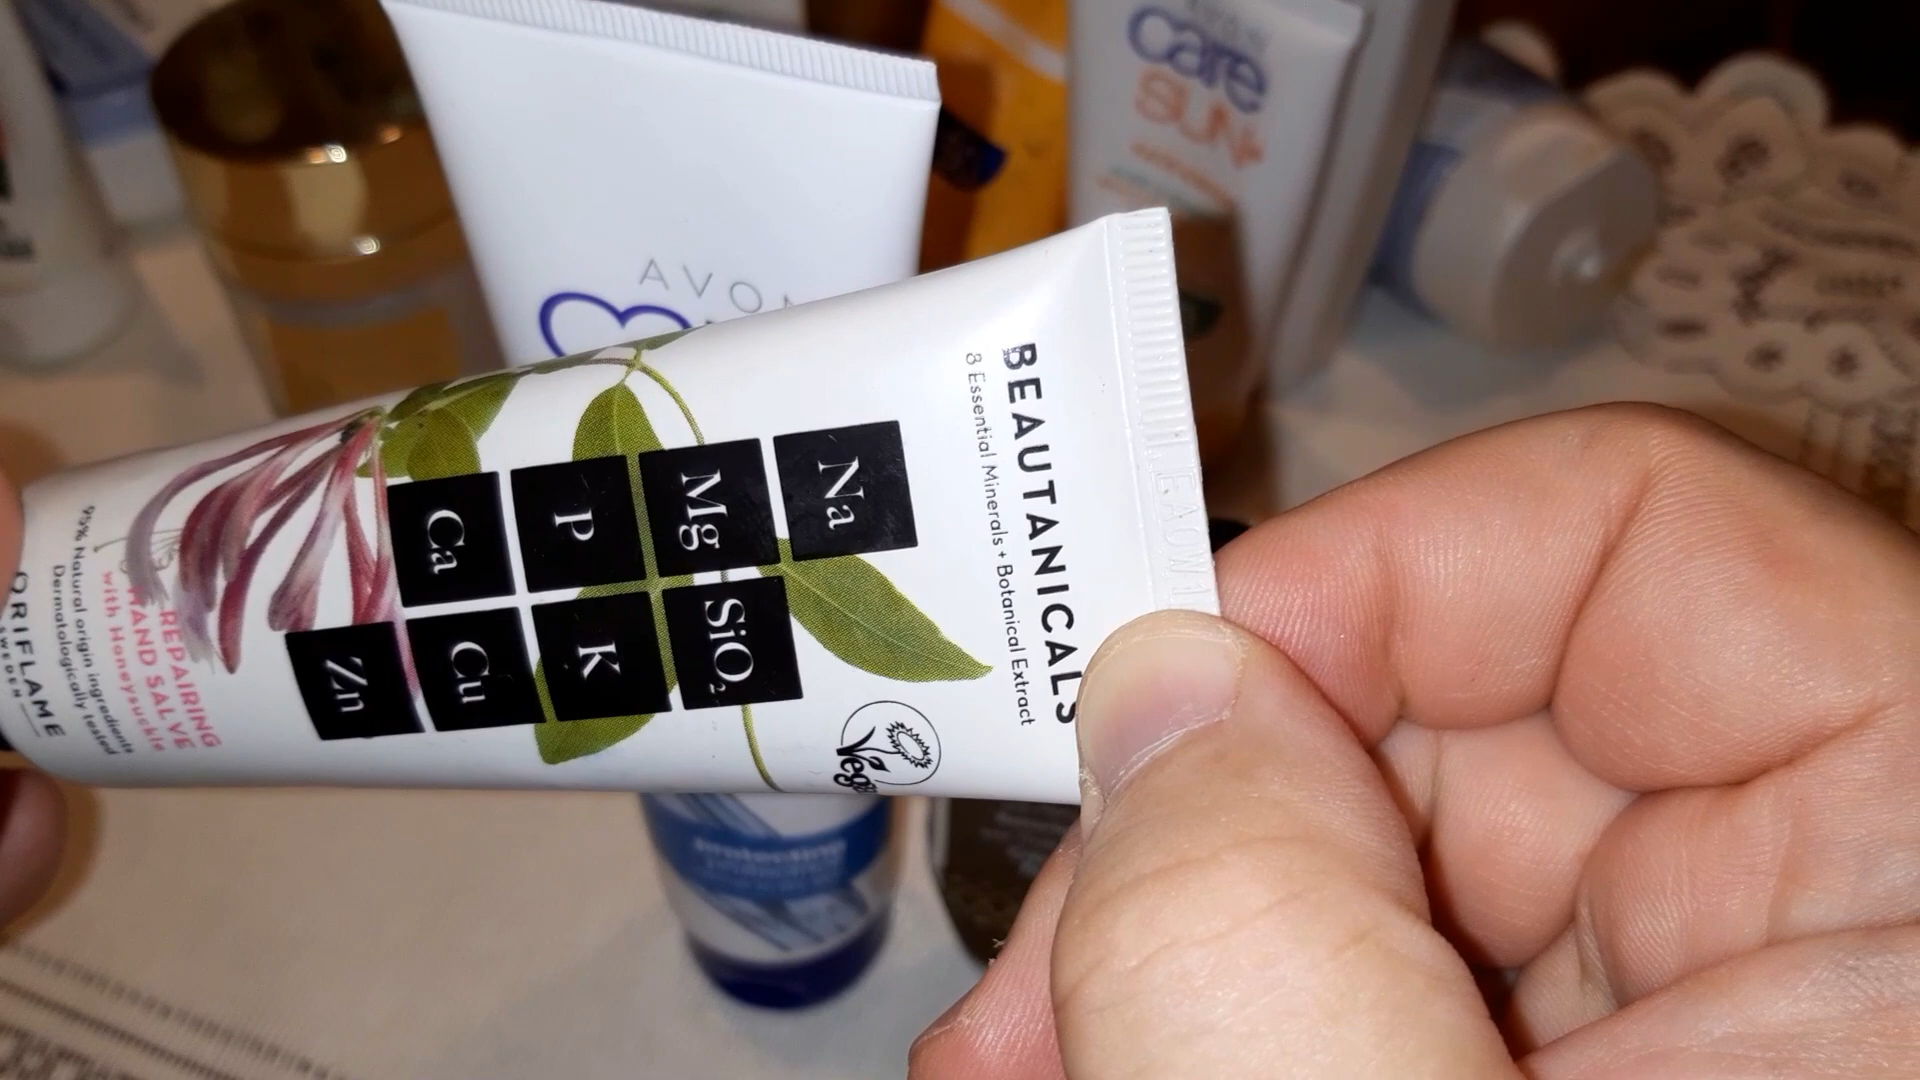 BEAUTANICALS
8 Essential Minerals + Botanical Extract
Na
Mg
SiO₂
P
K
Ca
Cu
Zn
REPAIRING
HAND SALVE
with Honeysuckle
95% Natural origin ingredients
Dermatologically tested
ORIFLAME
SWEDEN
AVON
care
SUN+
protecting